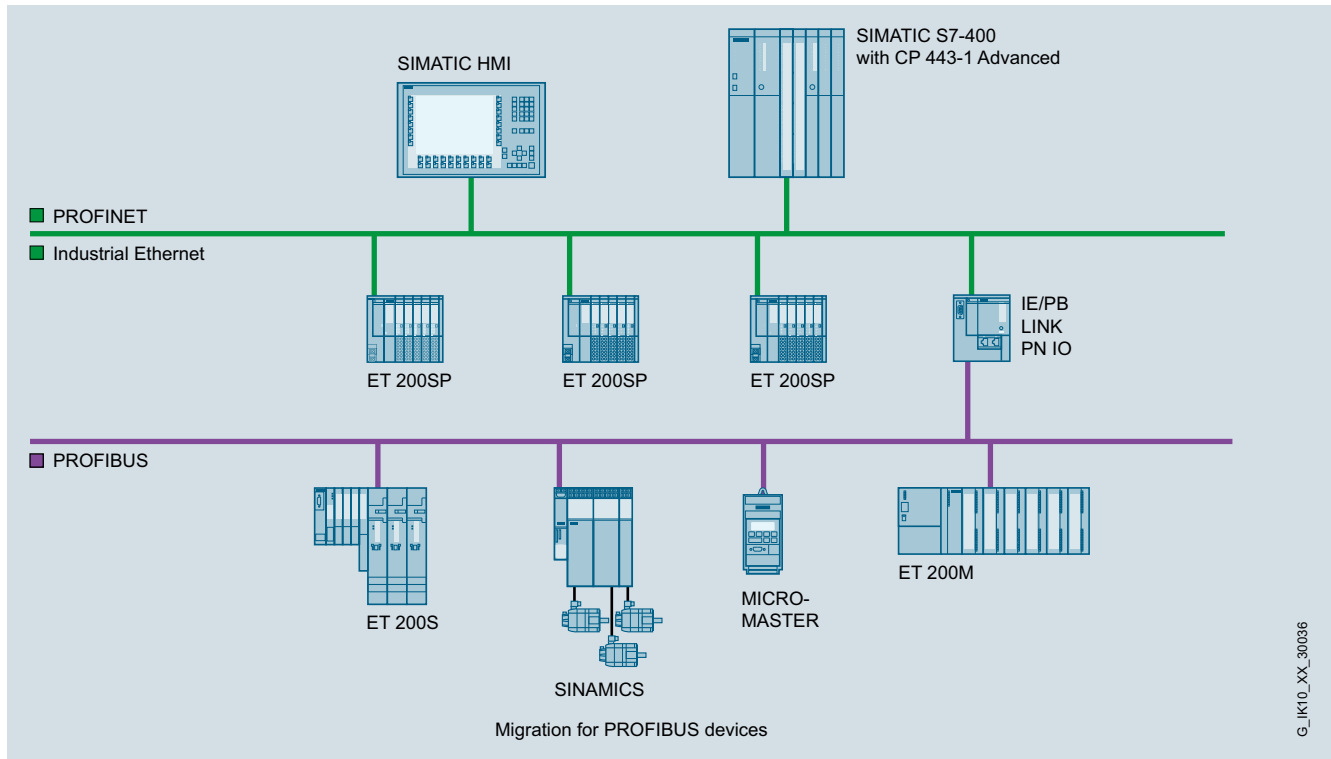 SIMATIC HMI
SIMATIC S7-400
with CP 443-1 Advanced
PROFINET
Industrial Ethernet
ET 200SP
ET 200SP
ET 200SP
IE/PB
LINK
PN IO
PROFIBUS
ET 200S
SINAMICS
MICRO-
MASTER
ET 200M
Migration for PROFIBUS devices
G_IK10_XX_30036